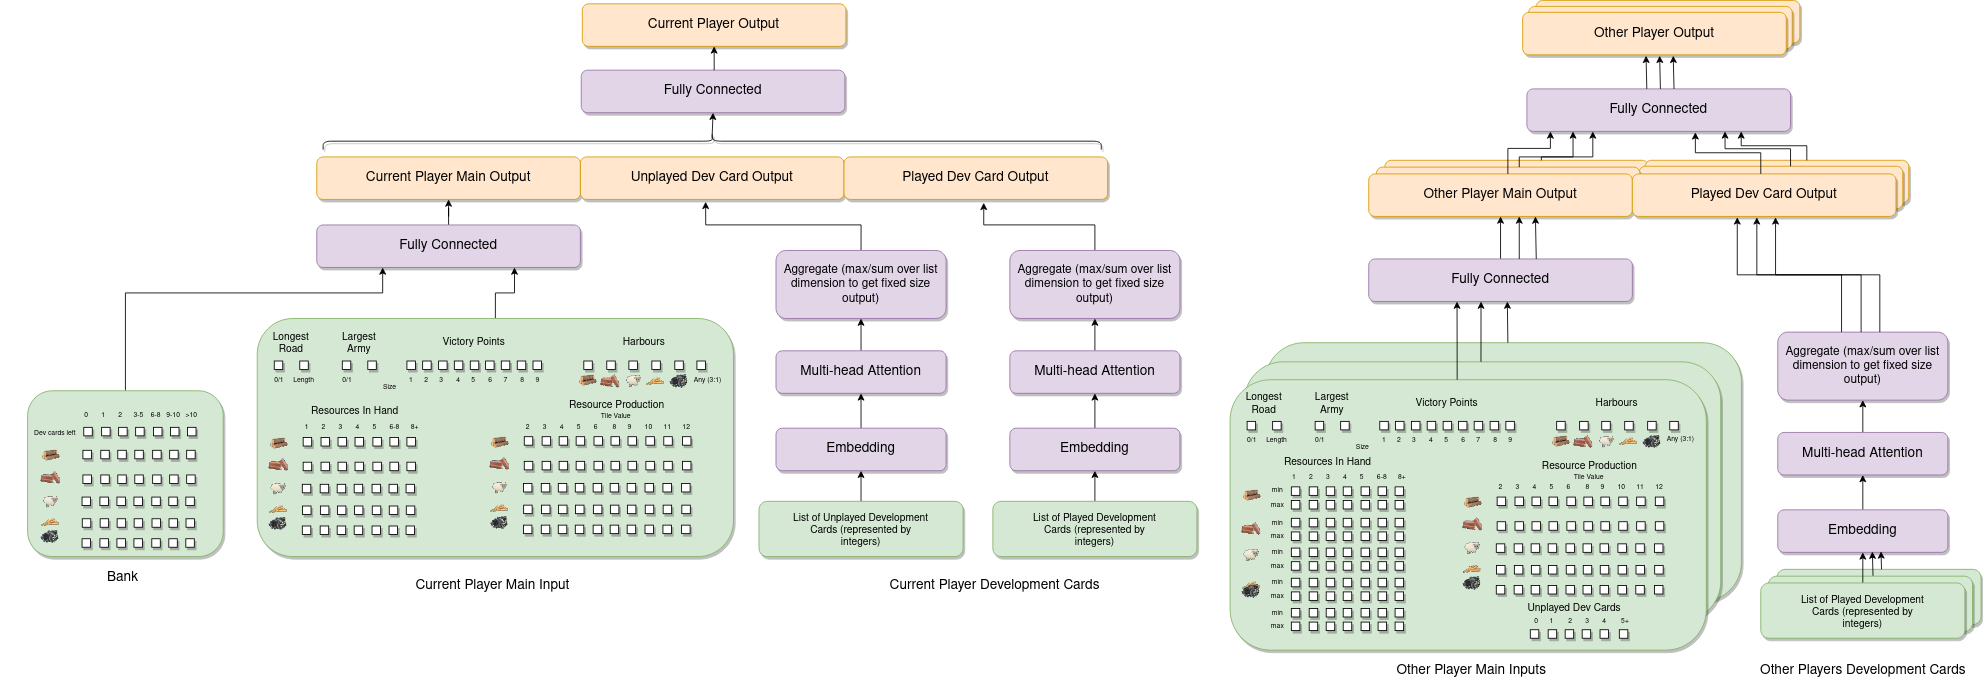 Current Player Output
Fully Connected
Current Player Main Output
Unplayed Dev Card Output
Played Dev Card Output
Fully Connected
Aggregate (max/sum over list
dimension to get fixed size
output)
Aggregate (max/sum over list
dimension to get fixed size
output)
Multi-head Attention
Multi-head Attention
Embedding
Embedding
List of Unplayed Development
Cards (represented by
integers)
List of Played Development
Cards (represented by
integers)
Current Player Development Cards
0 1 2 3-5 6-8 9-10 >10
Dev cards left
Bank
Longest
Road
0/1 Length
Largest
Army
0/1
Size
Victory Points
1 2 3 4 5 6 7 8 9
Harbours
Any (3:1)
Resources In Hand
1 2 3 4 5 6-8 8+
Resource Production
Tile Value
2 3 4 5 6 8 9 10 11 12
Current Player Main Input
Other Player Output
Fully Connected
Other Player Main Output
Played Dev Card Output
Fully Connected
Longest
Road
0/1 Length
Largest
Army
0/1
Size
Victory Points
1 2 3 4 5 6 7 8 9
Harbours
Any (3:1)
Resources In Hand
1 2 3 4 5 6-8 8+
min
max
min
max
min
max
min
max
min
max
Resource Production
Tile Value
2 3 4 5 6 8 9 10 11 12
Unplayed Dev Cards
0 1 2 3 4 5+
Other Player Main Inputs
Aggregate (max/sum over list
dimension to get fixed size
output)
Multi-head Attention
Embedding
List of Played Development
Cards (represented by
integers)
Other Players Development Cards